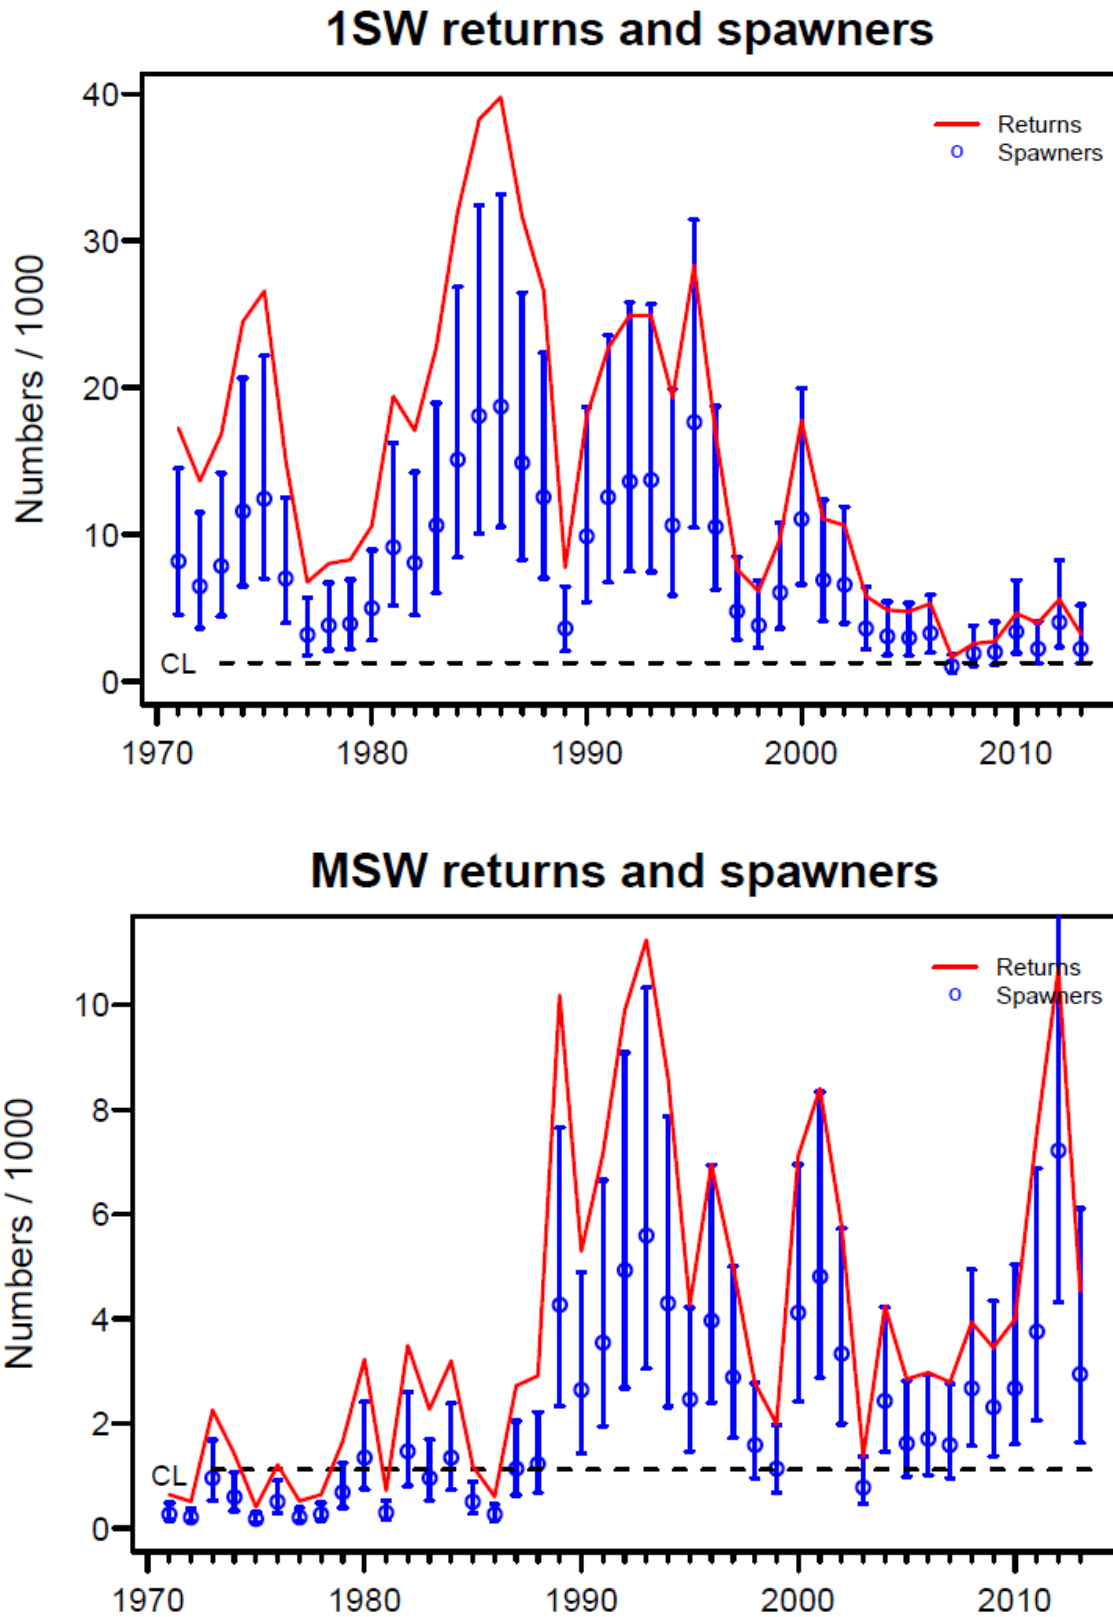 1SW returns and spawners
40
30
20
10
0
Numbers / 1000
Returns
o Spawners
CL
1970 1980 1990 2000 2010
MSW returns and spawners
10
8
6
4
2
0
Numbers / 1000
Returns
o Spawners
CL
1970 1980 1990 2000 2010